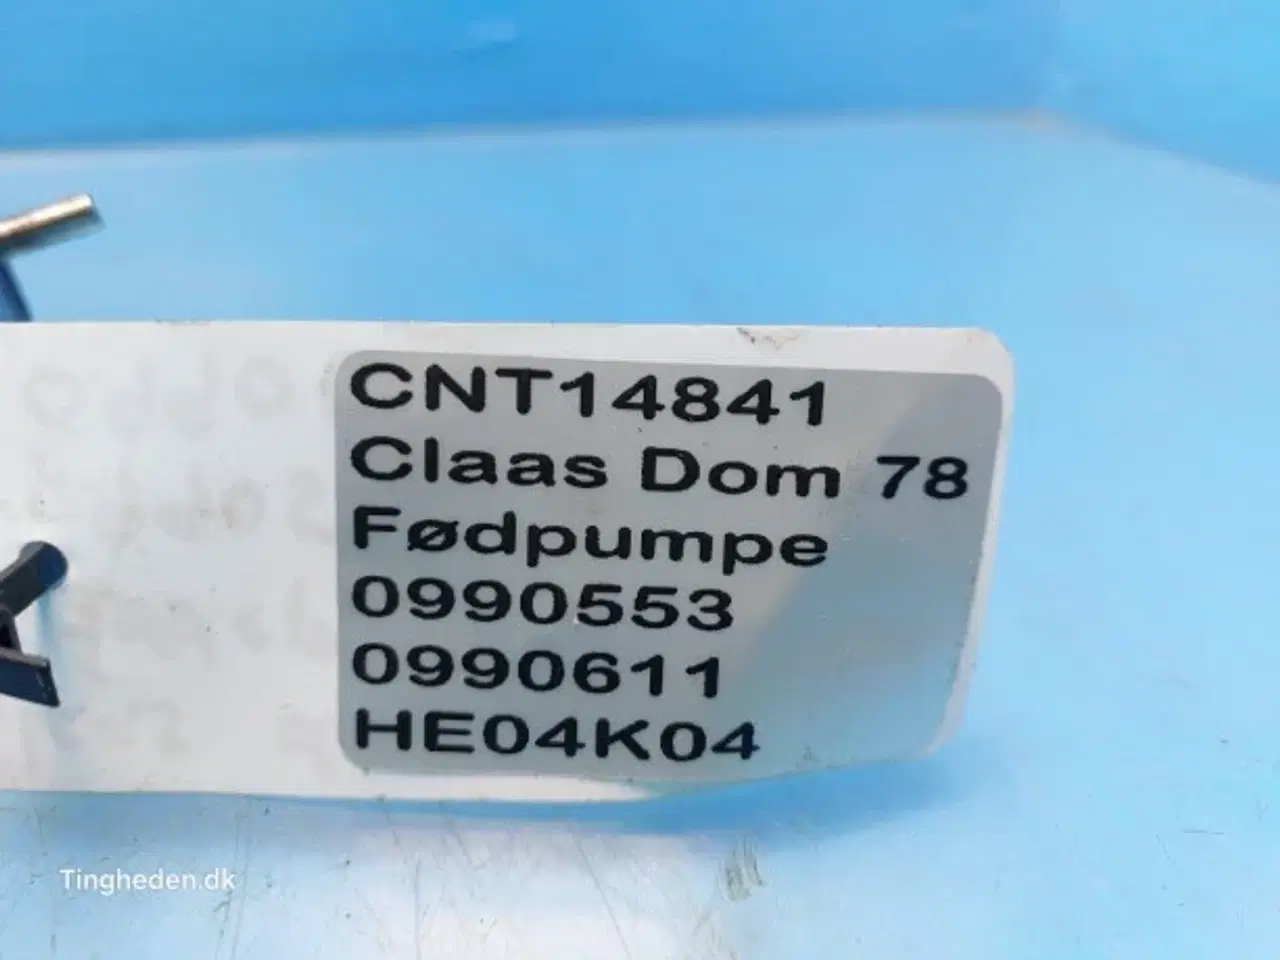 CNT14841
Claas Dom 78
Fødpumpe
0990553
0990611
HE04K04
Tingheden.dk